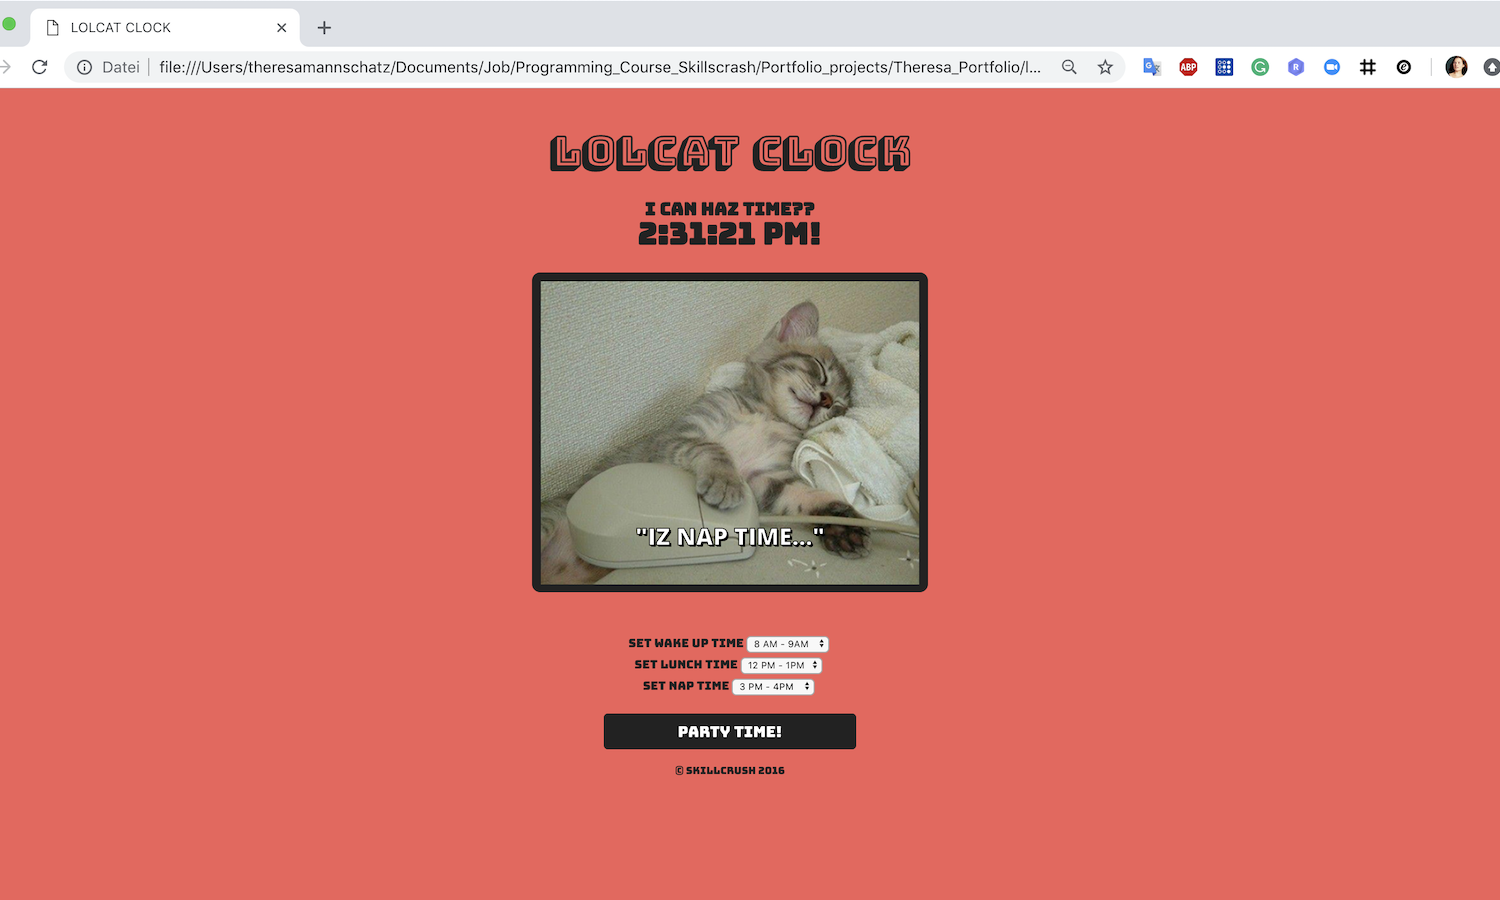 LOLCAT CLOCK
Datei file:///Users/theresamannschatz/Documents/Job/Programming_Course_Skillscrash/Portfolio_projects/Theresa_Portfolio/l...
ABP
R
LOLCAT CLOCK
I CAN HAZ TIME??
2:31:21 PM!
"IZ NAP TIME..."
SET WAKE UP TIME 8 AM - 9AM
SET LUNCH TIME 12 PM - 1PM
SET NAP TIME 3 PM - 4PM
PARTY TIME!
© SKILLCRUSH 2016